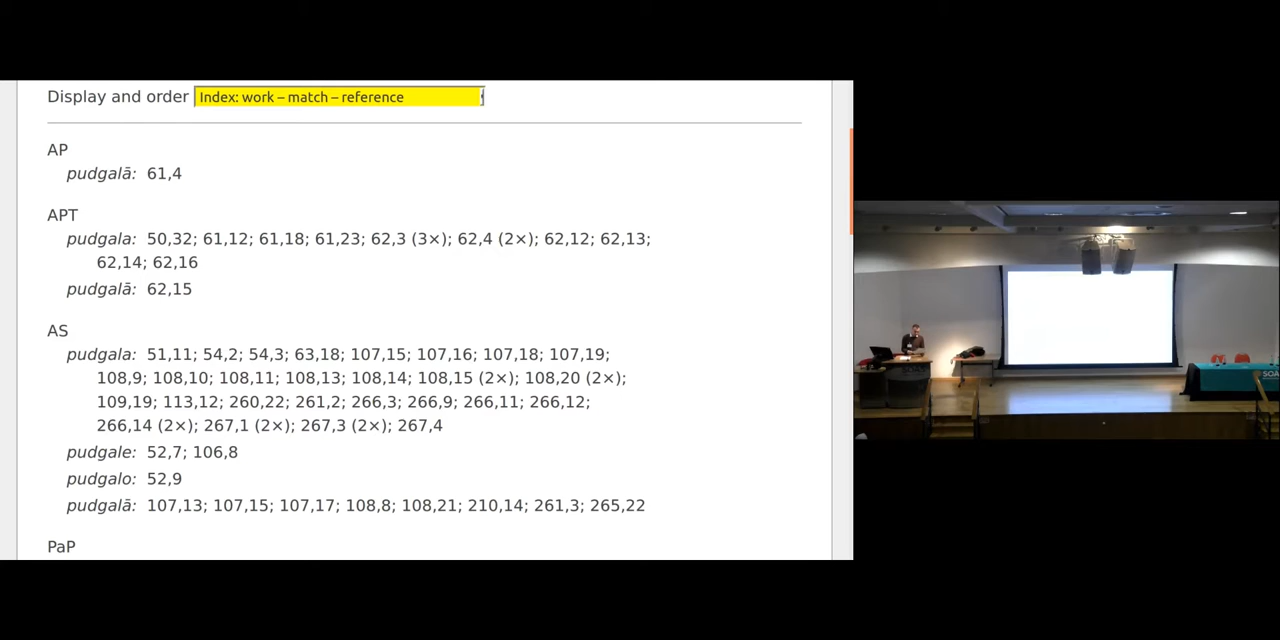 Display and order Index: work – match – reference
AP
pudgalā: 61,4
APT
pudgala: 50,32; 61,12; 61,18; 61,23; 62,3 (3×); 62,4 (2×); 62,12; 62,13;
62,14; 62,16
pudgalā: 62,15
AS
pudgala: 51,11; 54,2; 54,3; 63,18; 107,15; 107,16; 107,18; 107,19;
108,9; 108,10; 108,11; 108,13; 108,14; 108,15 (2×); 108,20 (2×);
109,19; 113,12; 260,22; 261,2; 266,3; 266,9; 266,11; 266,12;
266,14 (2×); 267,1 (2×); 267,3 (2×); 267,4
pudgale: 52,7; 106,8
pudgalo: 52,9
pudgalā: 107,13; 107,15; 107,17; 108,8; 108,21; 210,14; 261,3; 265,22
PaP
SOA